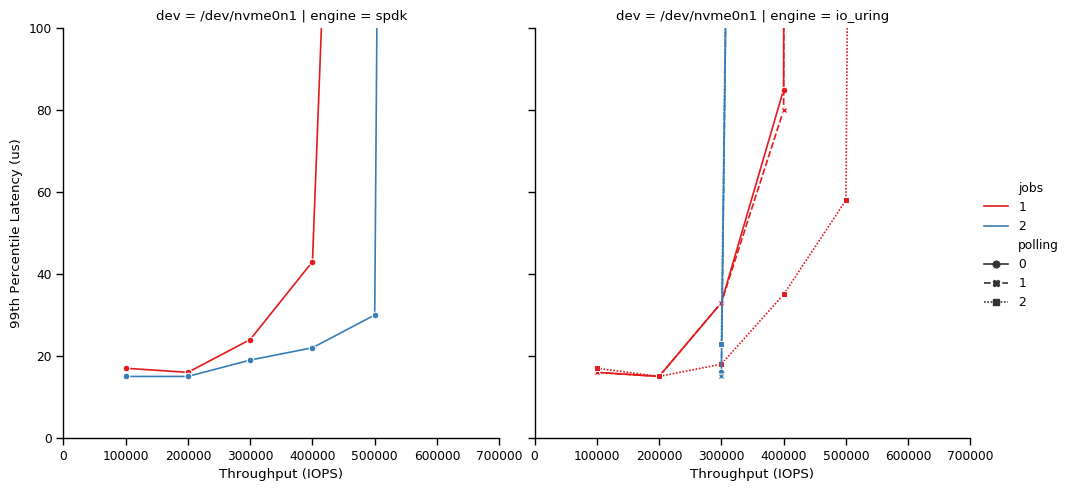 dev = /dev/nvme0n1 | engine = spdk
dev = /dev/nvme0n1 | engine = io_uring
100
80
60
40
20
0
99th Percentile Latency (us)
0 100000 200000 300000 400000 500000 600000 700000
0 100000 200000 300000 400000 500000 600000 700000
Throughput (IOPS)
Throughput (IOPS)
jobs
1
2
polling
0
1
2